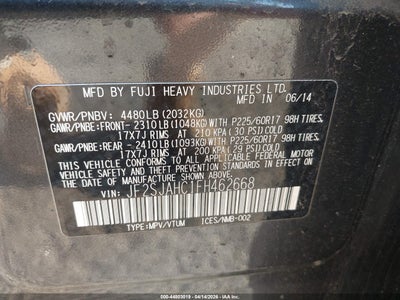 MFD BY FUJI HEAVY INDUSTRIES LTD.
IN 06/14
GVWR/PNBV: 4480LB (2032KG)
GAWR/PNBE: FRONT- 2310LB (1048KG) WITH P225/60R17 98H TIRES,
17X7J RIMS AT 210 KPA (30 PSI) COLD
GAWR/PNBE: REAR - 2410LB (1093KG) WITH P225/60R17 98H TIRES,
17X7J RIMS AT 200 KPA (29 PSI) COLD
THIS VEHICLE CONFORMS TO ALL APPLICABLE FEDERAL MOTOR
VEHICLE SAFETY AND THEFT PREVENTION STANDARDS IN EFFECT
ON THE DATE OF MANUFACTURE SHOWN ABOVE.
VIN: JF2SJAHC1FH462668
TYPE:MPV/VTUM ICES/NMB-002
000-44803019 - 04/14/2026 - IAA